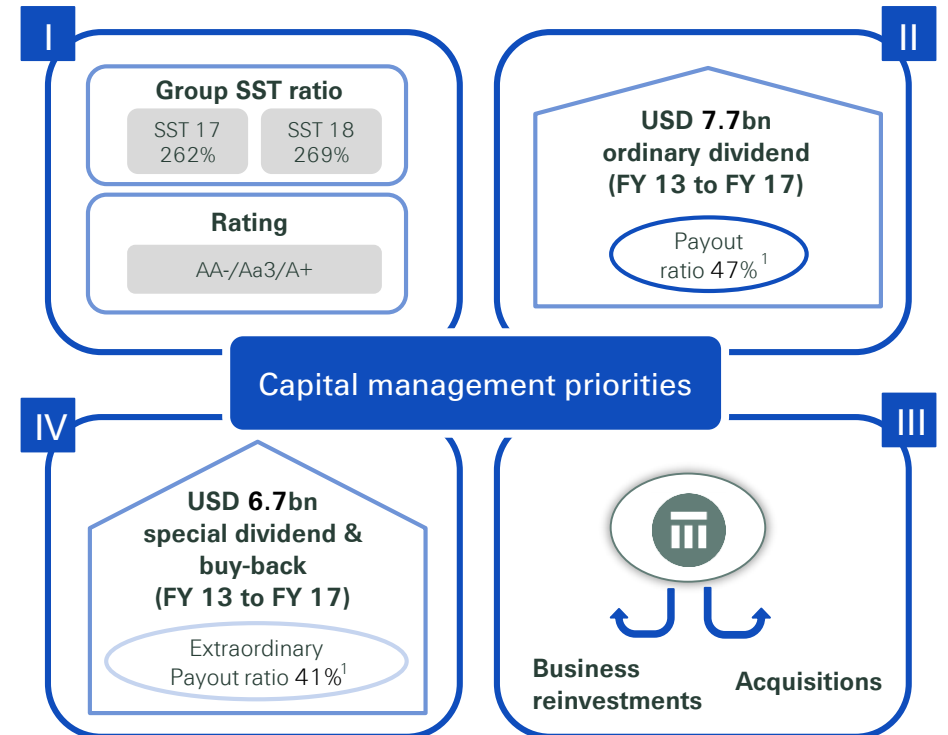 I
Group SST ratio
SST 17
262%
SST 18
269%
Rating
AA-/Aa3/A+
II
USD 7.7bn
ordinary dividend
(FY 13 to FY 17)
Payout
ratio 47%¹
Capital management priorities
IV
USD 6.7bn
special dividend &
buy-back
(FY 13 to FY 17)
Extraordinary
Payout ratio 41%¹
III
Business
reinvestments
Acquisitions